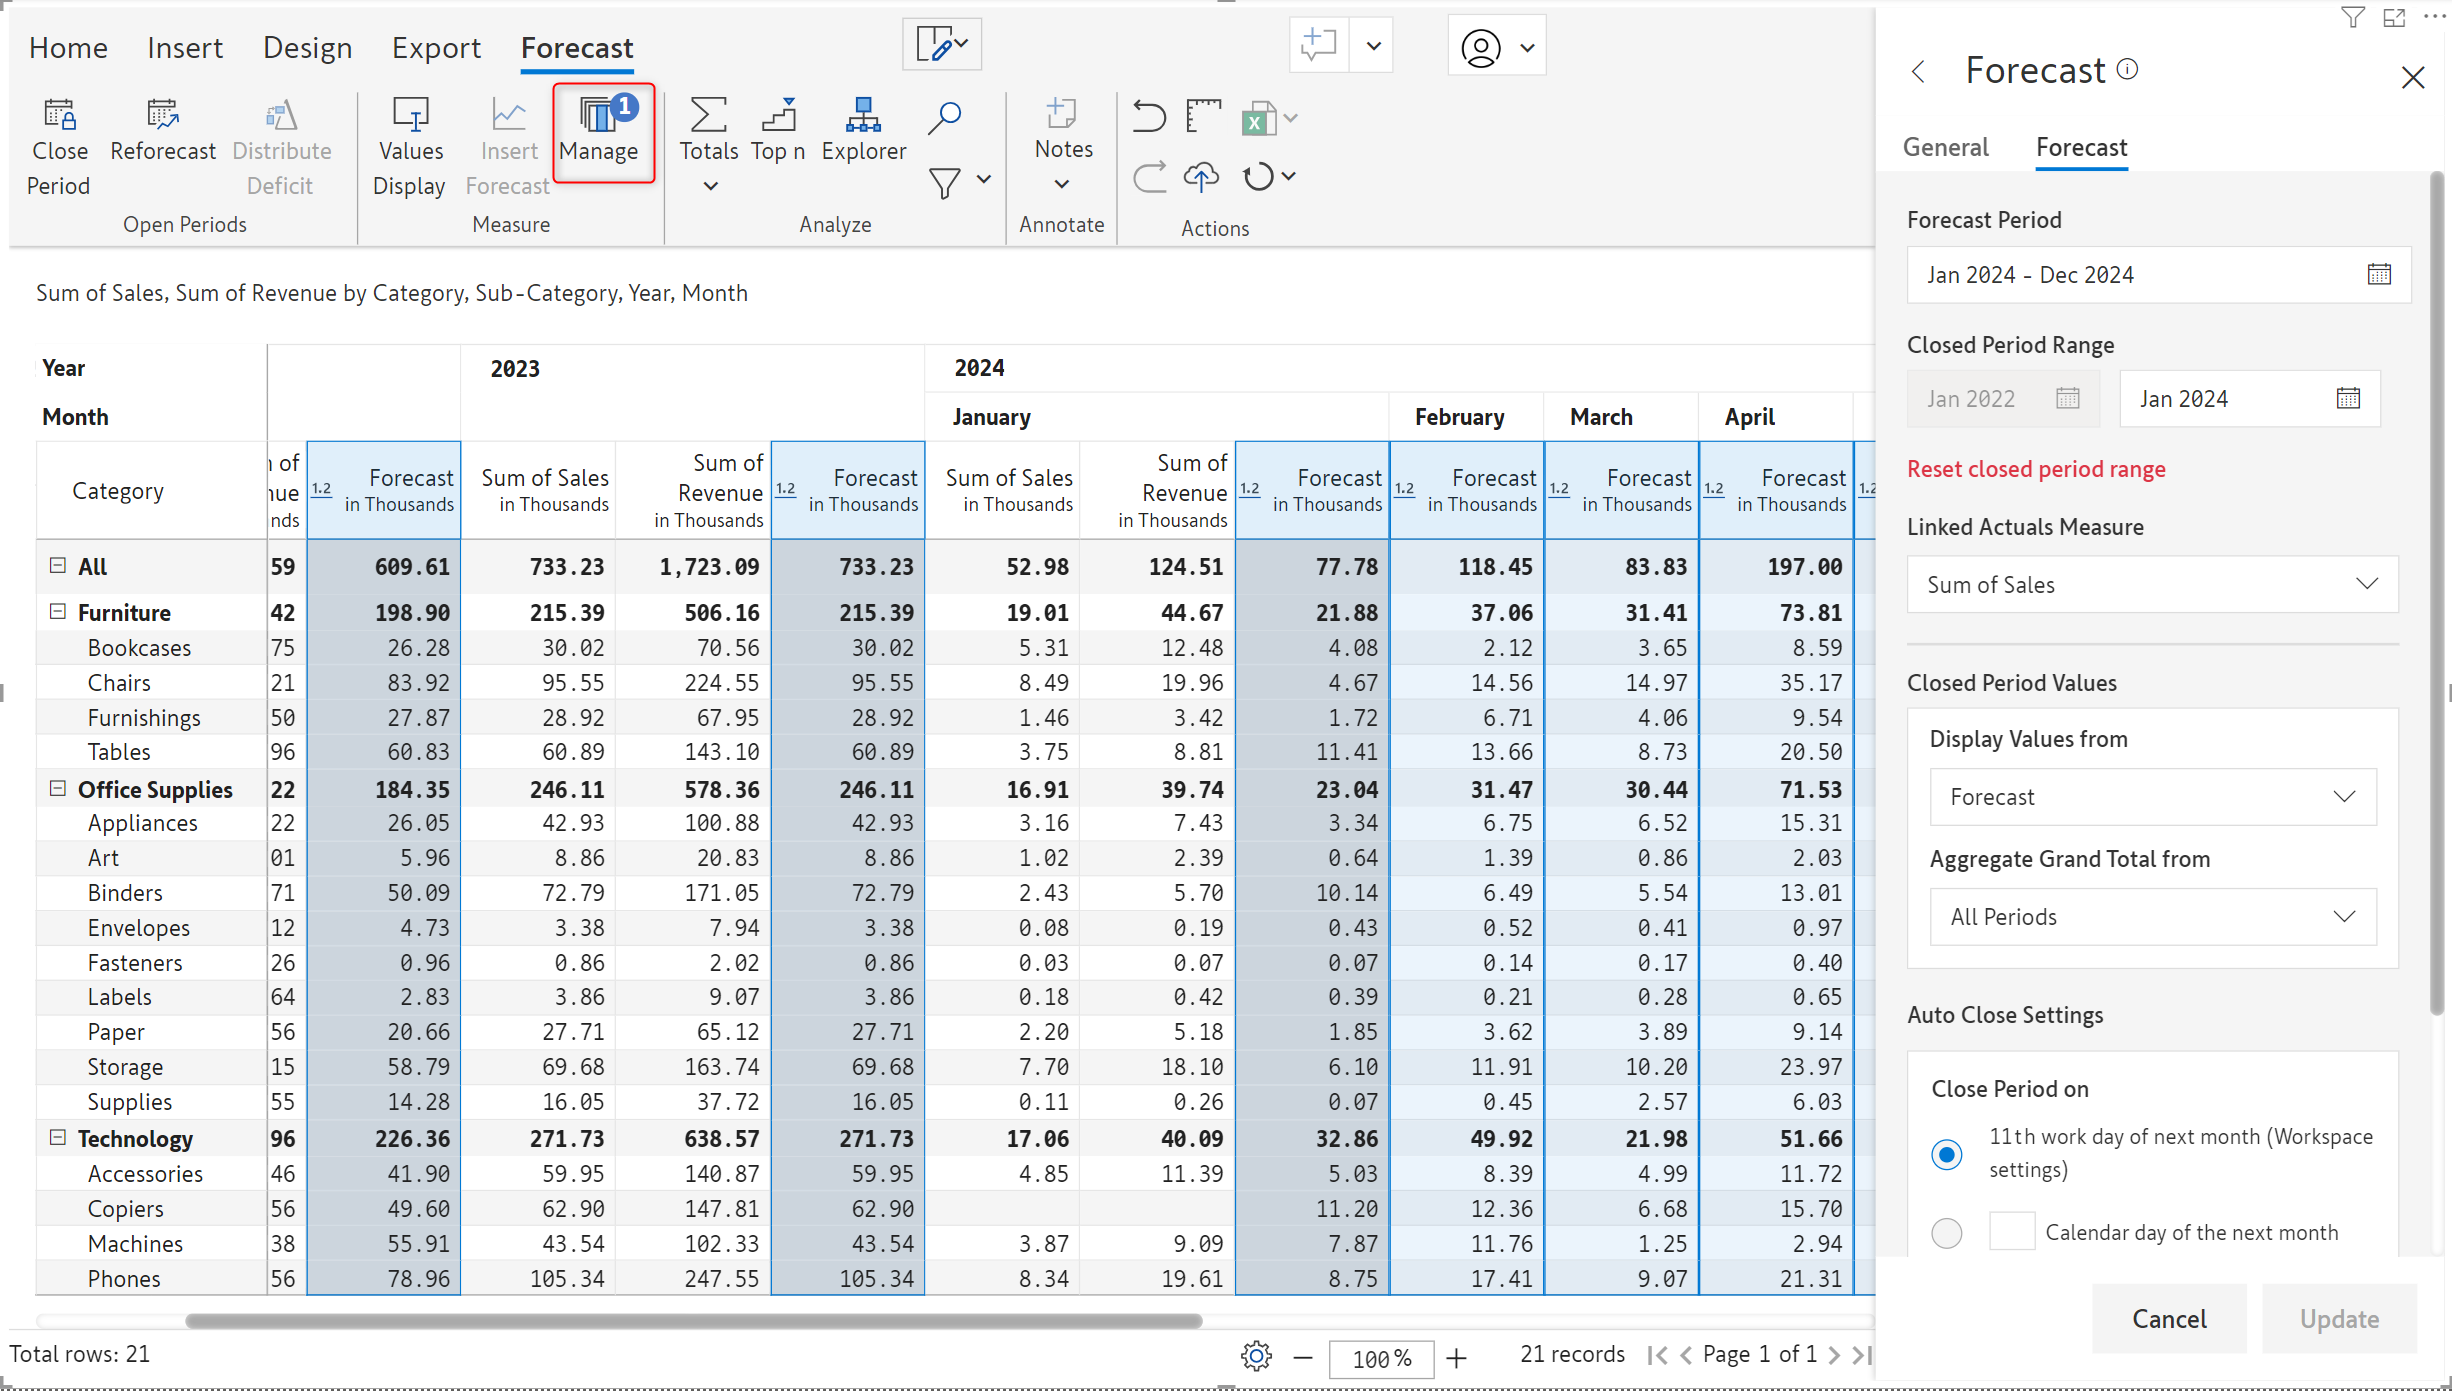 Home Insert Design Export Forecast
Close Period
Reforecast
Distribute Deficit
Open Periods
Values Display
Insert Forecast
Manage 1
Measure
Totals
Top n
Explorer
Analyze
Notes
Annotate
Actions
Sum of Sales, Sum of Revenue by Category, Sub-Category, Year, Month
Year 2023 2024
Month January February March April
Category
1.2 Forecast in Thousands
Sum of Sales in Thousands
Sum of Revenue in Thousands
1.2 Forecast in Thousands
Sum of Sales in Thousands
Sum of Revenue in Thousands
1.2 Forecast in Thousands
1.2 Forecast in Thousands
1.2 Forecast in Thousands
1.2 Forecast in Thousands
All 59 609.61 733.23 1,723.09 733.23 52.98 124.51 77.78 118.45 83.83 197.00
Furniture 42 198.90 215.39 506.16 215.39 19.01 44.67 21.88 37.06 31.41 73.81
Bookcases 75 26.28 30.02 70.56 30.02 5.31 12.48 4.08 2.12 3.65 8.59
Chairs 21 83.92 95.55 224.55 95.55 8.49 19.96 4.67 14.56 14.97 35.17
Furnishings 50 27.87 28.92 67.95 28.92 1.46 3.42 1.72 6.71 4.06 9.54
Tables 96 60.83 60.89 143.10 60.89 3.75 8.81 11.41 13.66 8.73 20.50
Office Supplies 22 184.35 246.11 578.36 246.11 16.91 39.74 23.04 31.47 30.44 71.53
Appliances 22 26.05 42.93 100.88 42.93 3.16 7.43 3.34 6.75 6.52 15.31
Art 01 5.96 8.86 20.83 8.86 1.02 2.39 0.64 1.39 0.86 2.03
Binders 71 50.09 72.79 171.05 72.79 2.43 5.70 10.14 6.49 5.54 13.01
Envelopes 12 4.73 3.38 7.94 3.38 0.08 0.19 0.43 0.52 0.41 0.97
Fasteners 26 0.96 0.86 2.02 0.86 0.03 0.07 0.07 0.14 0.17 0.40
Labels 64 2.83 3.86 9.07 3.86 0.18 0.42 0.39 0.21 0.28 0.65
Paper 56 20.66 27.71 65.12 27.71 2.20 5.18 1.85 3.62 3.89 9.14
Storage 15 58.79 69.68 163.74 69.68 7.70 18.10 6.10 11.91 10.20 23.97
Supplies 55 14.28 16.05 37.72 16.05 0.11 0.26 0.07 0.45 2.57 6.03
Technology 96 226.36 271.73 638.57 271.73 17.06 40.09 32.86 49.92 21.98 51.66
Accessories 46 41.90 59.95 140.87 59.95 4.85 11.39 5.03 8.39 4.99 11.72
Copiers 56 49.60 62.90 147.81 62.90 11.20 12.36 6.68 15.70
Machines 38 55.91 43.54 102.33 43.54 3.87 9.09 7.87 11.76 1.25 2.94
Phones 56 78.96 105.34 247.55 105.34 8.34 19.61 8.75 17.41 9.07 21.31
Total rows: 21
100 %
21 records
Page 1 of 1
Forecast
General Forecast
Forecast Period
Jan 2024 - Dec 2024
Closed Period Range
Jan 2022 Jan 2024
Reset closed period range
Linked Actuals Measure
Sum of Sales
Closed Period Values
Display Values from
Forecast
Aggregate Grand Total from
All Periods
Auto Close Settings
Close Period on
11th work day of next month (Workspace
settings)
Calendar day of the next month
Cancel Update